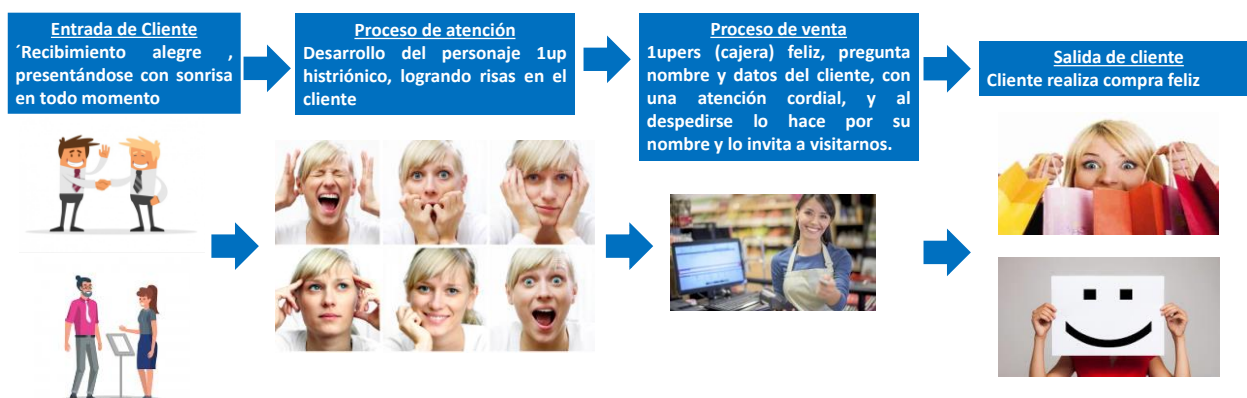 Entrada de Cliente
´Recibimiento alegre ,
presentándose con sonrisa
en todo momento
Proceso de atención
Desarrollo del personaje 1up
histriónico, logrando risas en el
cliente
Proceso de venta
1upers (cajera) feliz, pregunta
nombre y datos del cliente, con
una atención cordial, y al
despedirse lo hace por su
nombre y lo invita a visitarnos.
Salida de cliente
Cliente realiza compra feliz